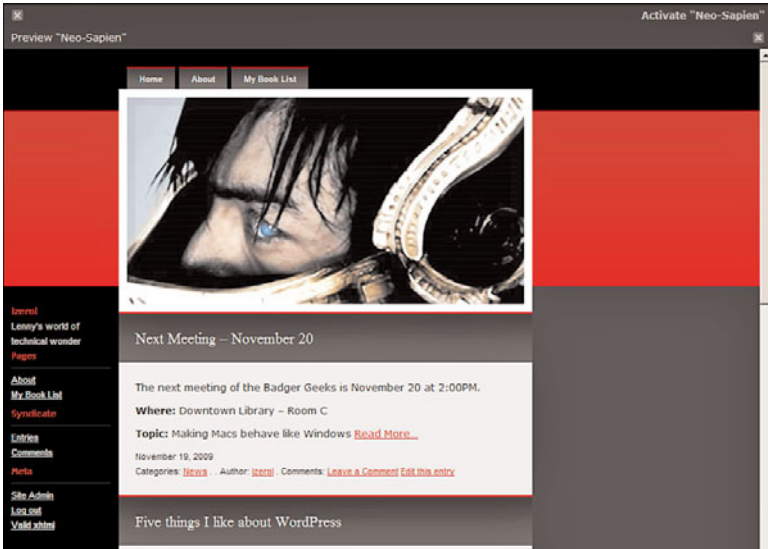 Activate "Neo-Sapien"
Preview "Neo-Sapien"
Home About My Book List
lzerol
Lenny's world of
technical wonder
Pages
About
My Book List
Syndicate
Entries
Comments
Meta
Site Admin
Log out
Valid xhtml
Next Meeting – November 20
The next meeting of the Badger Geeks is November 20 at 2:00PM.
Where: Downtown Library – Room C
Topic: Making Macs behave like Windows Read More...
November 19, 2009
Categories: News . . Author: lzerol . Comments: Leave a Comment Edit this entry
Five things I like about WordPress